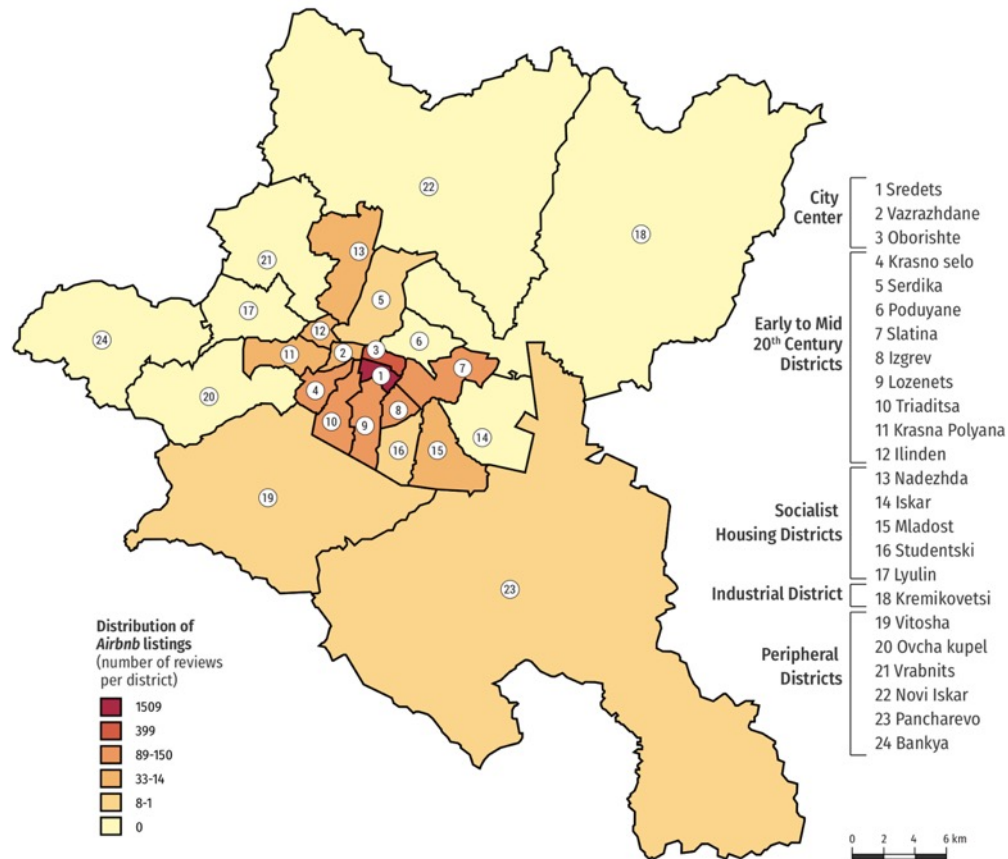 22
18
13
21
5
17
24
12
6
11
2
3
7
1
20
4
8
10
9
14
16
15
19
23
City
Center
1 Sredets
2 Vazrazhdane
3 Oborishte
Early to Mid
20th Century
Districts
4 Krasno selo
5 Serdika
6 Poduyane
7 Slatina
8 Izgrev
9 Lozenets
10 Triaditsa
11 Krasna Polyana
12 Ilinden
Socialist
Housing Districts
13 Nadezhda
14 Iskar
15 Mladost
16 Studentski
17 Lyulin
Industrial District
18 Kremikovetsi
Peripheral
Districts
19 Vitosha
20 Ovcha kupel
21 Vrabnits
22 Novi Iskar
23 Pancharevo
24 Bankya
Distribution of
Airbnb listings
(number of reviews
per district)
1509
399
89-150
33-14
8-1
0
0 2 4 6 km